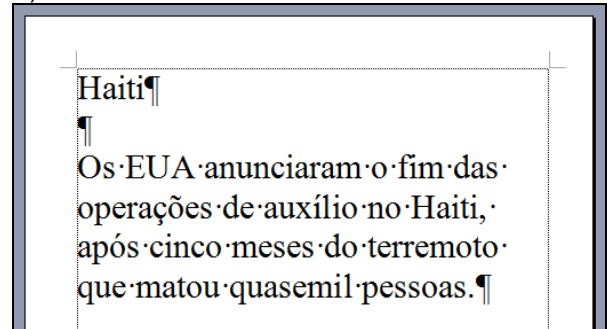 Haiti¶
¶
Os·EUA·anunciaram·o·fim·das·
operações·de·auxílio·no·Haiti,·
após·cinco·meses·do·terremoto·
que·matou·quasemil·pessoas.¶